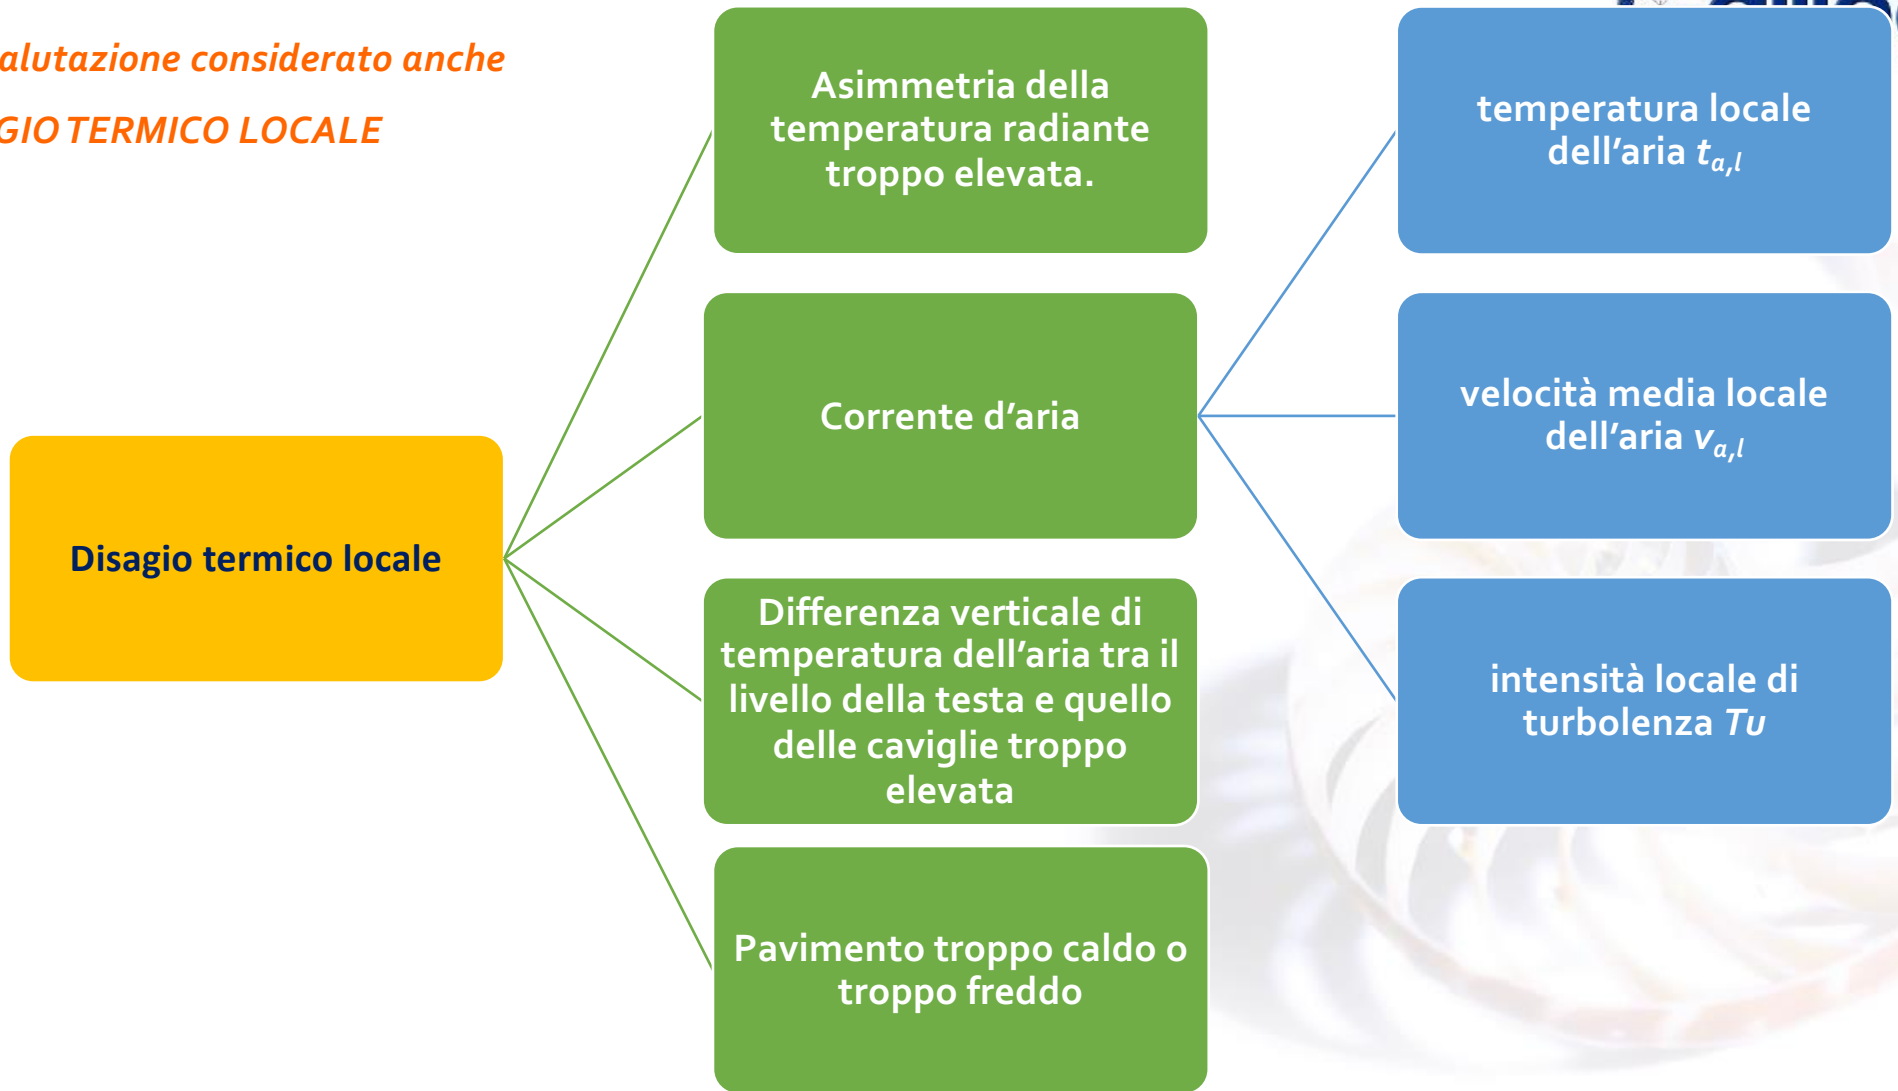 alutazione considerato anche
GIO TERMICO LOCALE
Disagio termico locale
Asimmetria della
temperatura radiante
troppo elevata.
Corrente d'aria
Differenza verticale di
temperatura dell'aria tra il
livello della testa e quello
delle caviglie troppo
elevata
Pavimento troppo caldo o
troppo freddo
temperatura locale
dell'aria ta,l
velocità media locale
dell'aria va,l
intensità locale di
turbolenza Tu